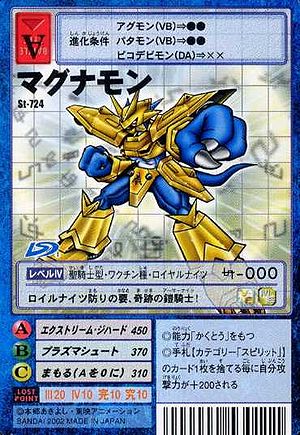 アグモン(VB)⇒●●
進化条件 パタモン(VB)⇒●●
ピコデビモン(DA)⇒××
マグナモン
St-724
レベルIV 聖騎士型・ワクチン種・ロイヤルナイツ
-000
ロイルナイツ防りの要、奇跡の鎧騎士!
A エクストリーム・ジハード 450
B プラズマシュート 370
C まもる(Aを0に) 310
◎能力「かくとう」をもつ
◎手札【カテゴリー「スピリット」】
のカード1枚を捨てる毎に自分攻
撃力が+200される
LOST POINT III20 IV10 完10 究10
©本郷あきよし・東映アニメーション
BANDAI 2002 MADE IN JAPAN